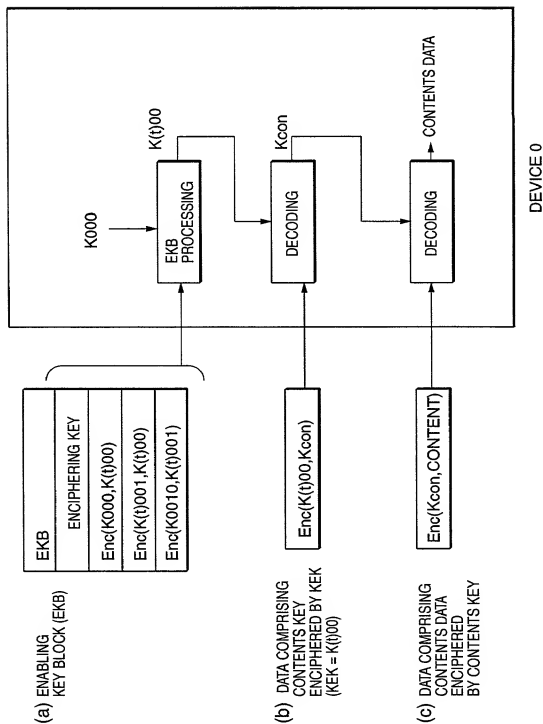 (a) ENABLING
KEY BLOCK (EKB)
EKB
ENCIPHERING KEY
Enc(K000,K(t)00)
Enc(K(t)001,K(t)00)
Enc(K0010,K(t)001)
K000
EKB
PROCESSING
K(t)00
(b) DATA COMPRISING
CONTENTS KEY
ENCIPHERED BY KEK
(KEK = K(t)00)
Enc(K(t)00,Kcon)
DECODING
Kcon
(c) DATA COMPRISING
CONTENTS DATA
ENCIPHERED
BY CONTENTS KEY
Enc(Kcon,CONTENT)
DECODING
CONTENTS DATA
DEVICE 0